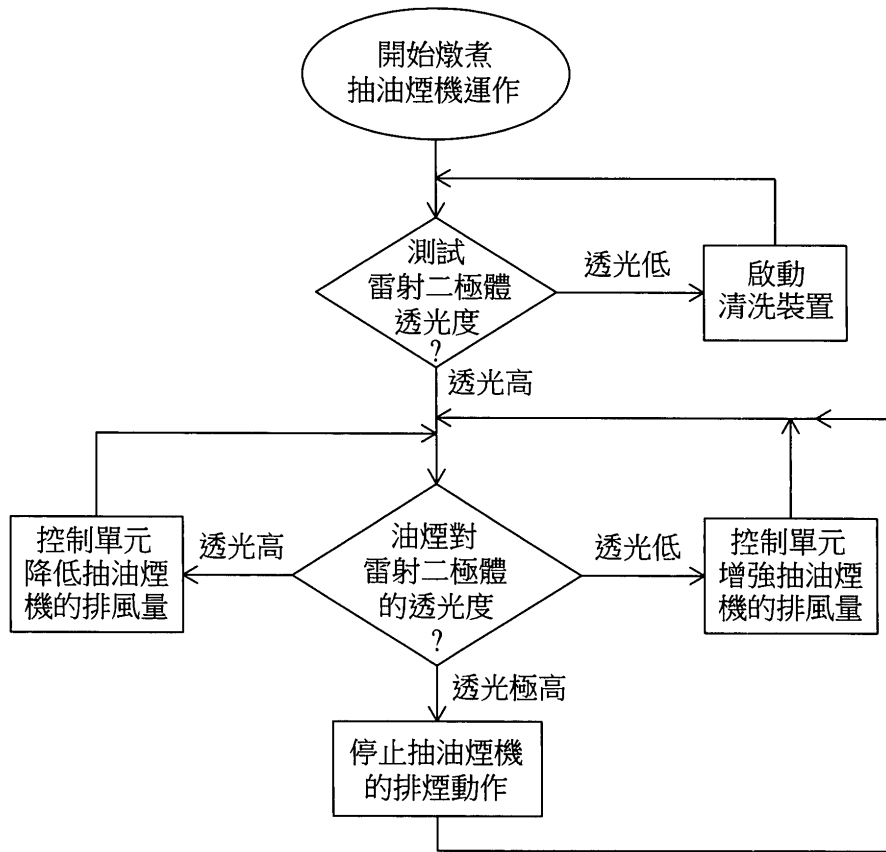 開始燉煮
抽油煙機運作
測試
雷射二極體
透光度
?
透光低
啟動
清洗裝置
透光高
控制單元
降低抽油煙
機的排風量
透光高
油煙對
雷射二極體
的透光度
?
透光低
控制單元
增強抽油煙
機的排風量
透光極高
停止抽油煙機
的排煙動作